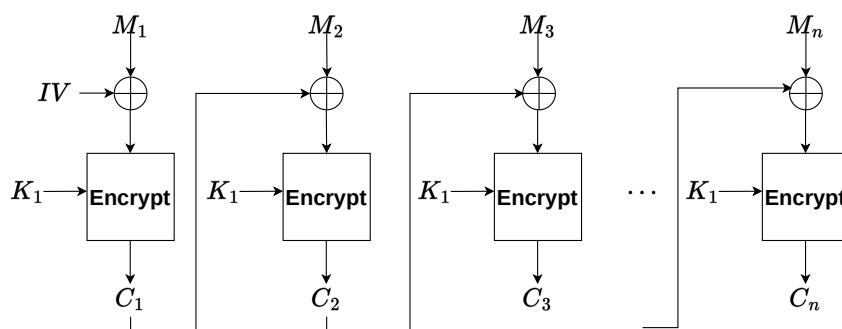 M₁ M₂ M₃ Mₙ
IV
K₁ Encrypt K₁ Encrypt K₁ Encrypt ⋯ K₁ Encrypt
C₁ C₂ C₃ Cₙ